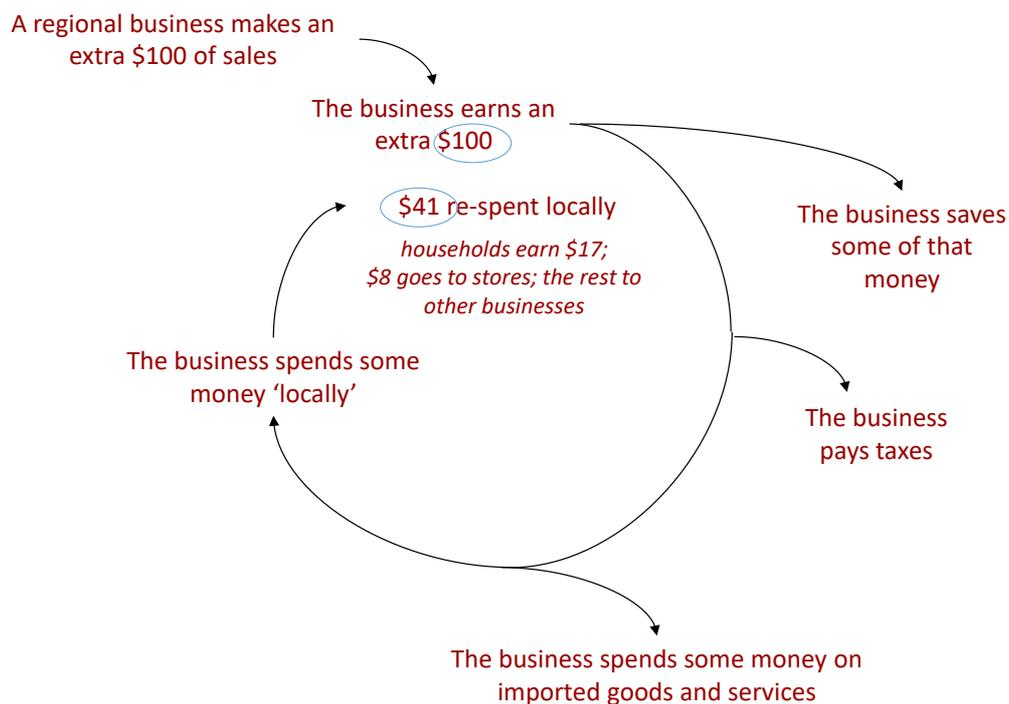 A regional business makes an
extra $100 of sales
The business earns an
extra $100
$41 re-spent locally
households earn $17;
$8 goes to stores; the rest to
other businesses
The business saves
some of that
money
The business spends some
money ‘locally’
The business
pays taxes
The business spends some money on
imported goods and services